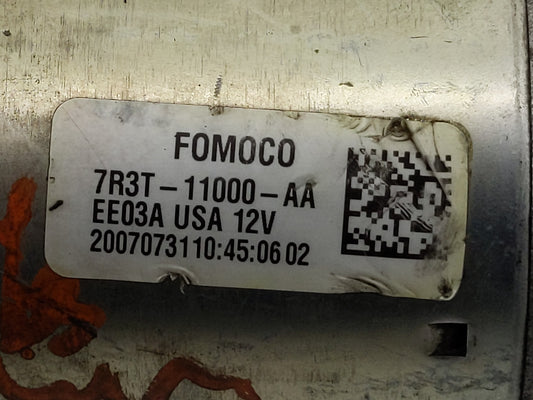 FOMOCO
7R3T-11000-AA
EE03A USA 12V
2007073110:45:06 02